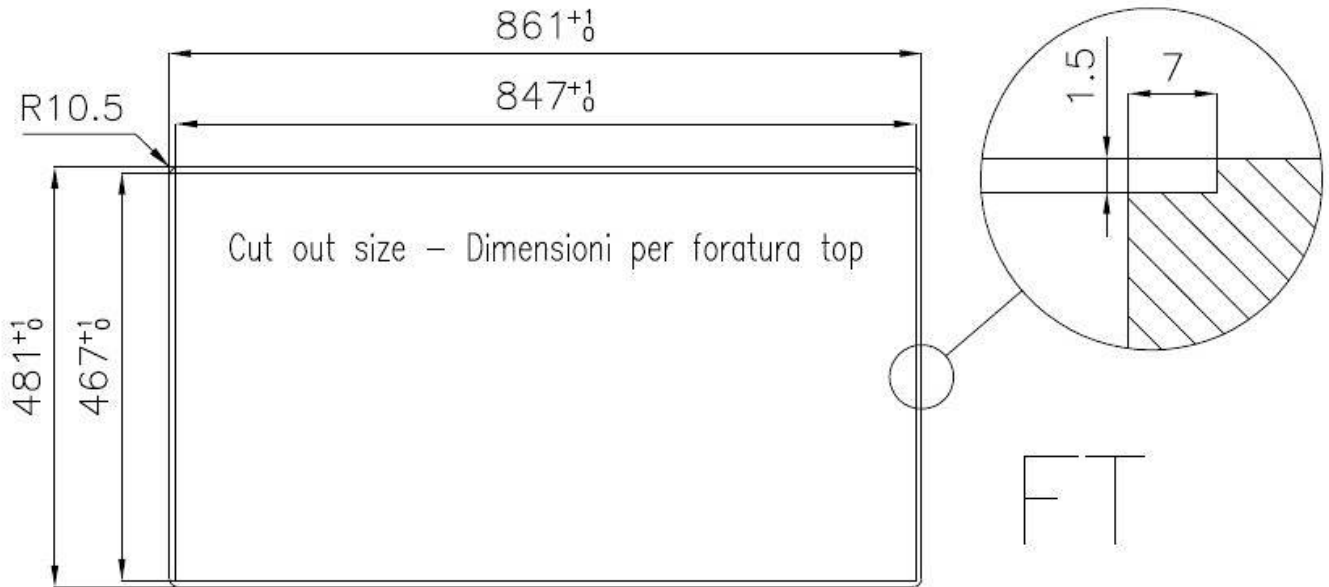 861+1 0
1.5
7
847+1 0
R10.5
Cut out size – Dimensioni per foratura top
481+1 0
467+1 0
FT